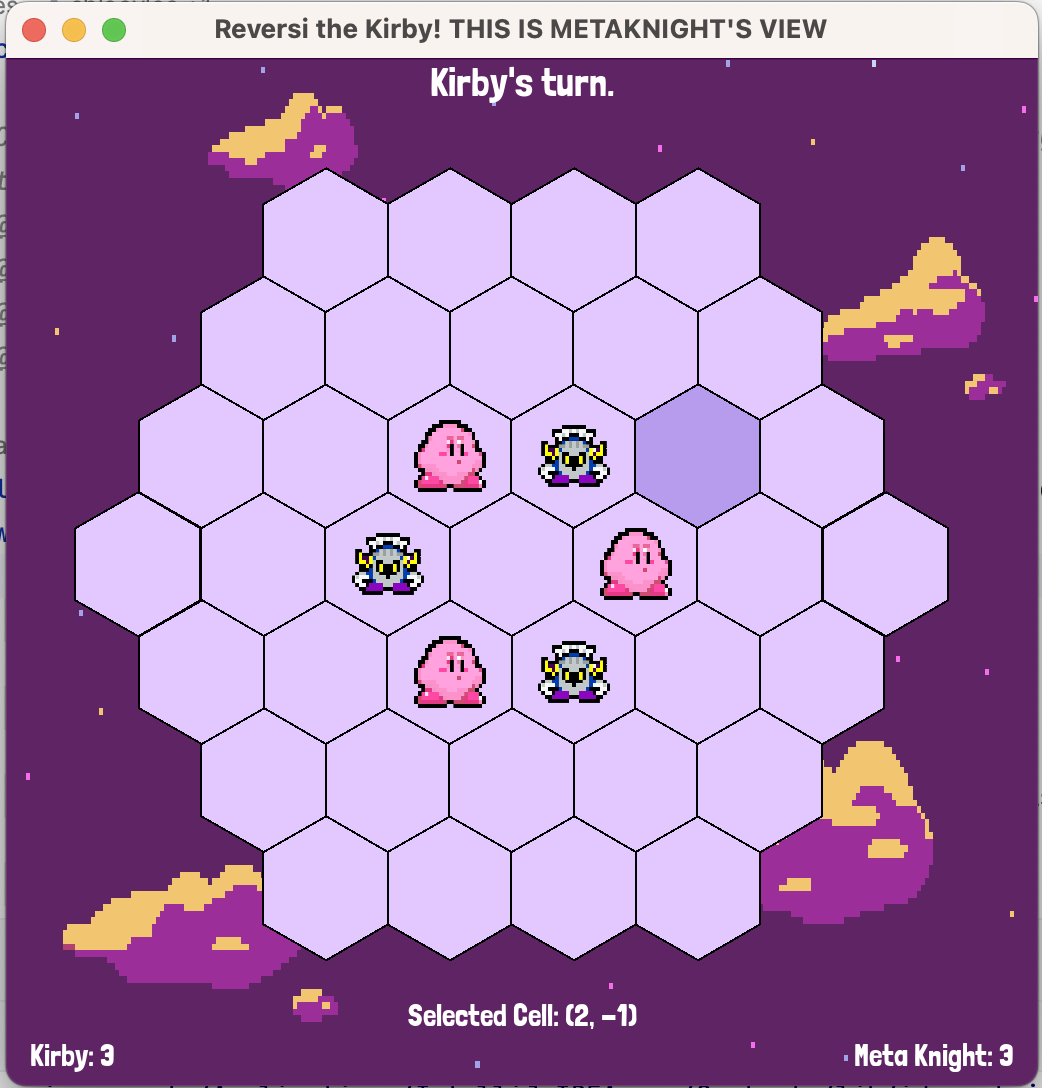 Reversi the Kirby! THIS IS METAKNIGHT'S VIEW
Kirby's turn.
Selected Cell: (2, -1)
Kirby: 3
Meta Knight: 3